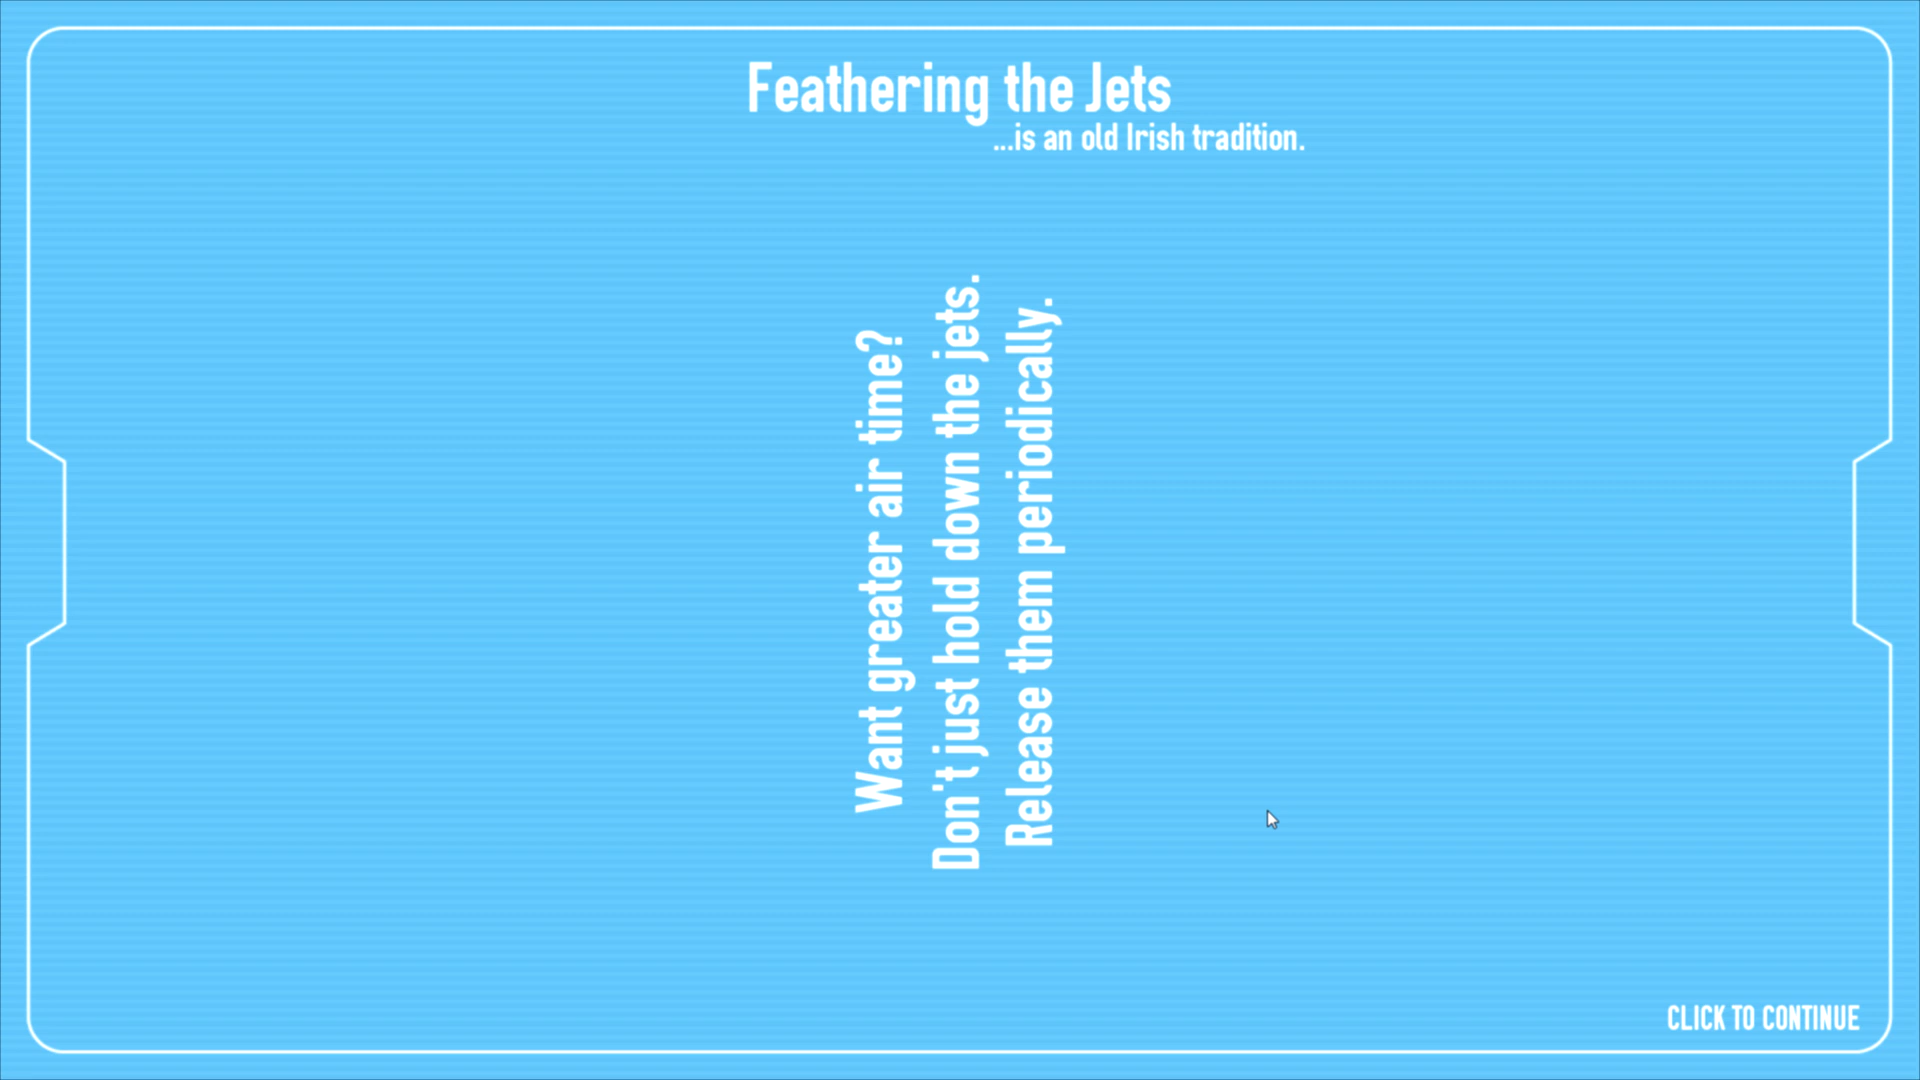 Feathering the Jets
...is an old Irish tradition.
Want greater air time?
Don't just hold down the jets.
Release them periodically.
CLICK TO CONTINUE